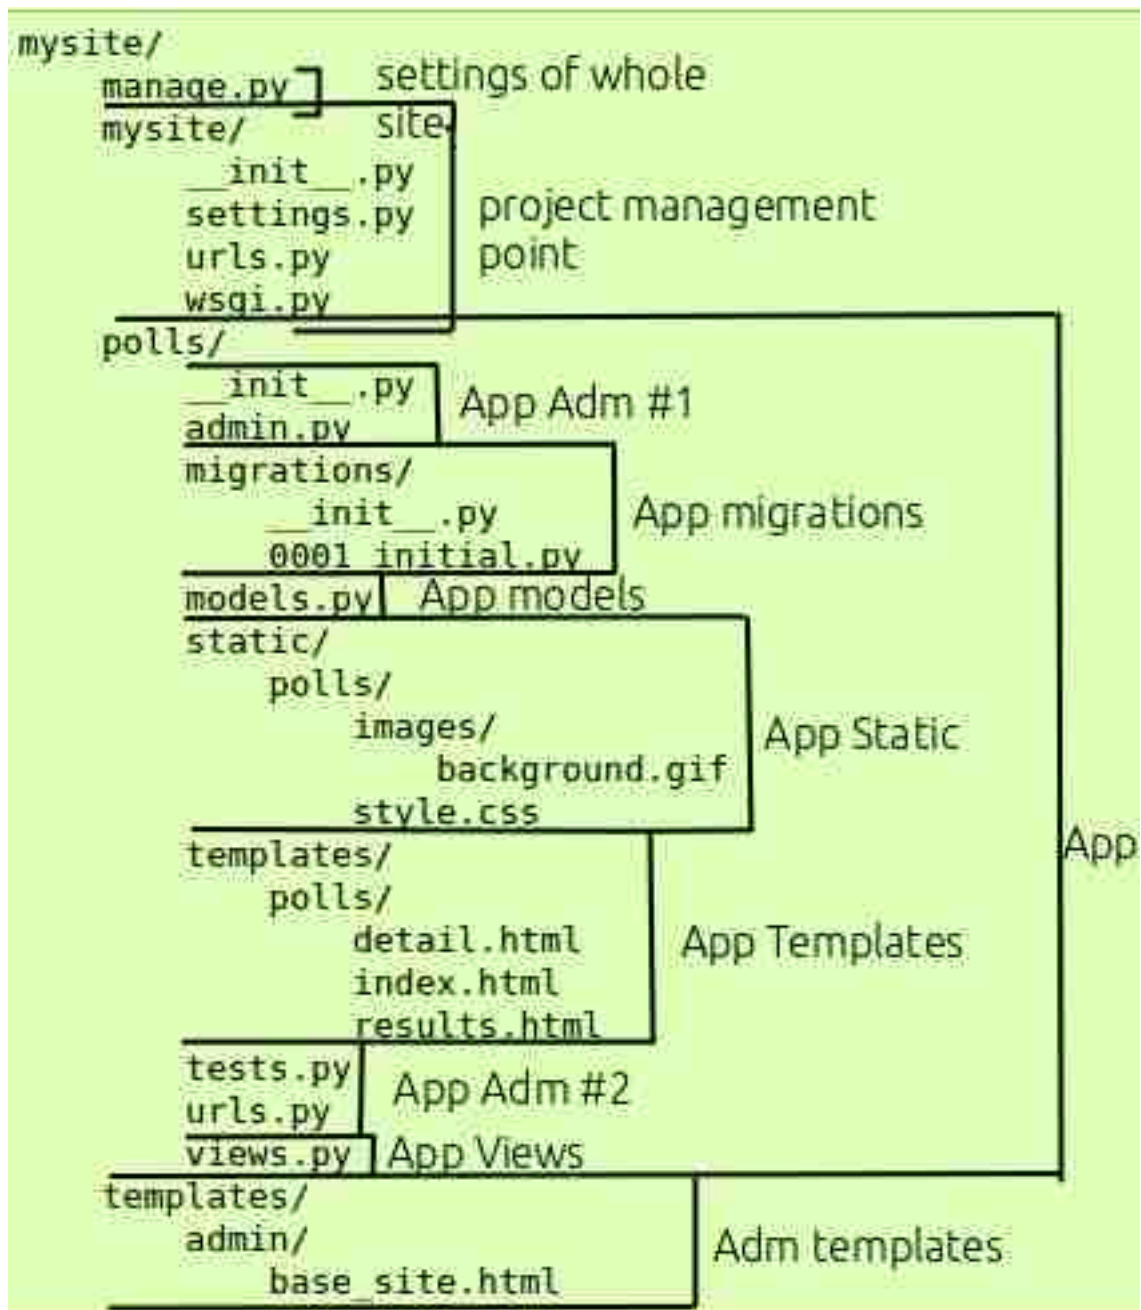 mysite/
manage.py
settings of whole
site.
mysite/
__init__.py
settings.py
urls.py
wsgi.py
project management
point
polls/
__init__.py
admin.py
App Adm #1
migrations/
__init__.py
0001_initial.py
App migrations
models.py
App models
static/
polls/
images/
background.gif
style.css
App Static
templates/
polls/
detail.html
index.html
results.html
App Templates
App
tests.py
urls.py
App Adm #2
views.py
App Views
templates/
admin/
base_site.html
Adm templates